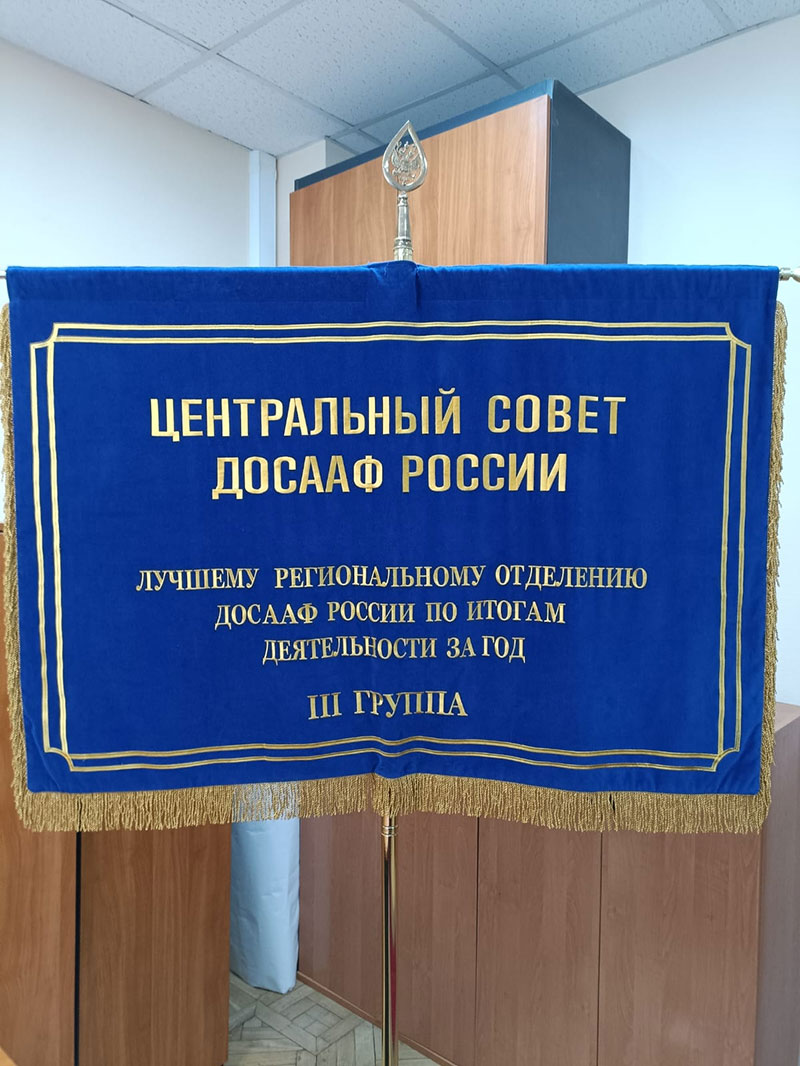 ЦЕНТРАЛЬНЫЙ СОВЕТ
ДОСААФ РОССИИ
ЛУЧШЕМУ РЕГИОНАЛЬНОМУ ОТДЕЛЕНИЮ
ДОСААФ РОССИИ ПО ИТОГАМ
ДЕЯТЕЛЬНОСТИ ЗА ГОД
III ГРУППА